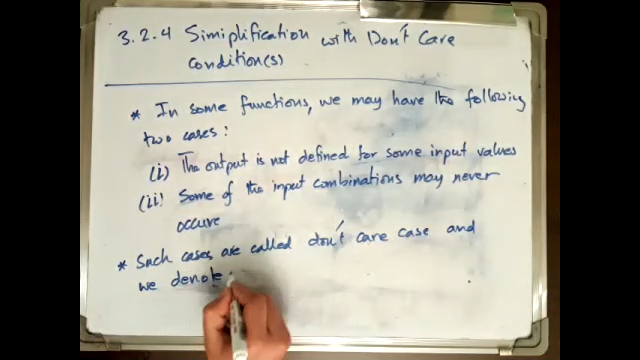 3.2.4 Simiplification with Don't Care
condition(s)
* In some functions, we may have the following
two cases:
(i) The output is not defined for some input values
(ii) Some of the input combinations may never
occure
* Such cases are called don't care case and
we denote